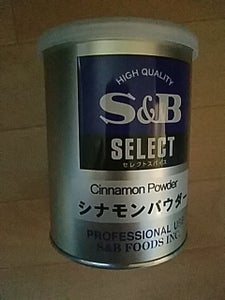 HIGH QUALITY
S&B
SELECT
セレクトスパイス
Cinnamon Powder
シナモンパウダー
PROFESSIONAL USE
S&B FOODS INC.